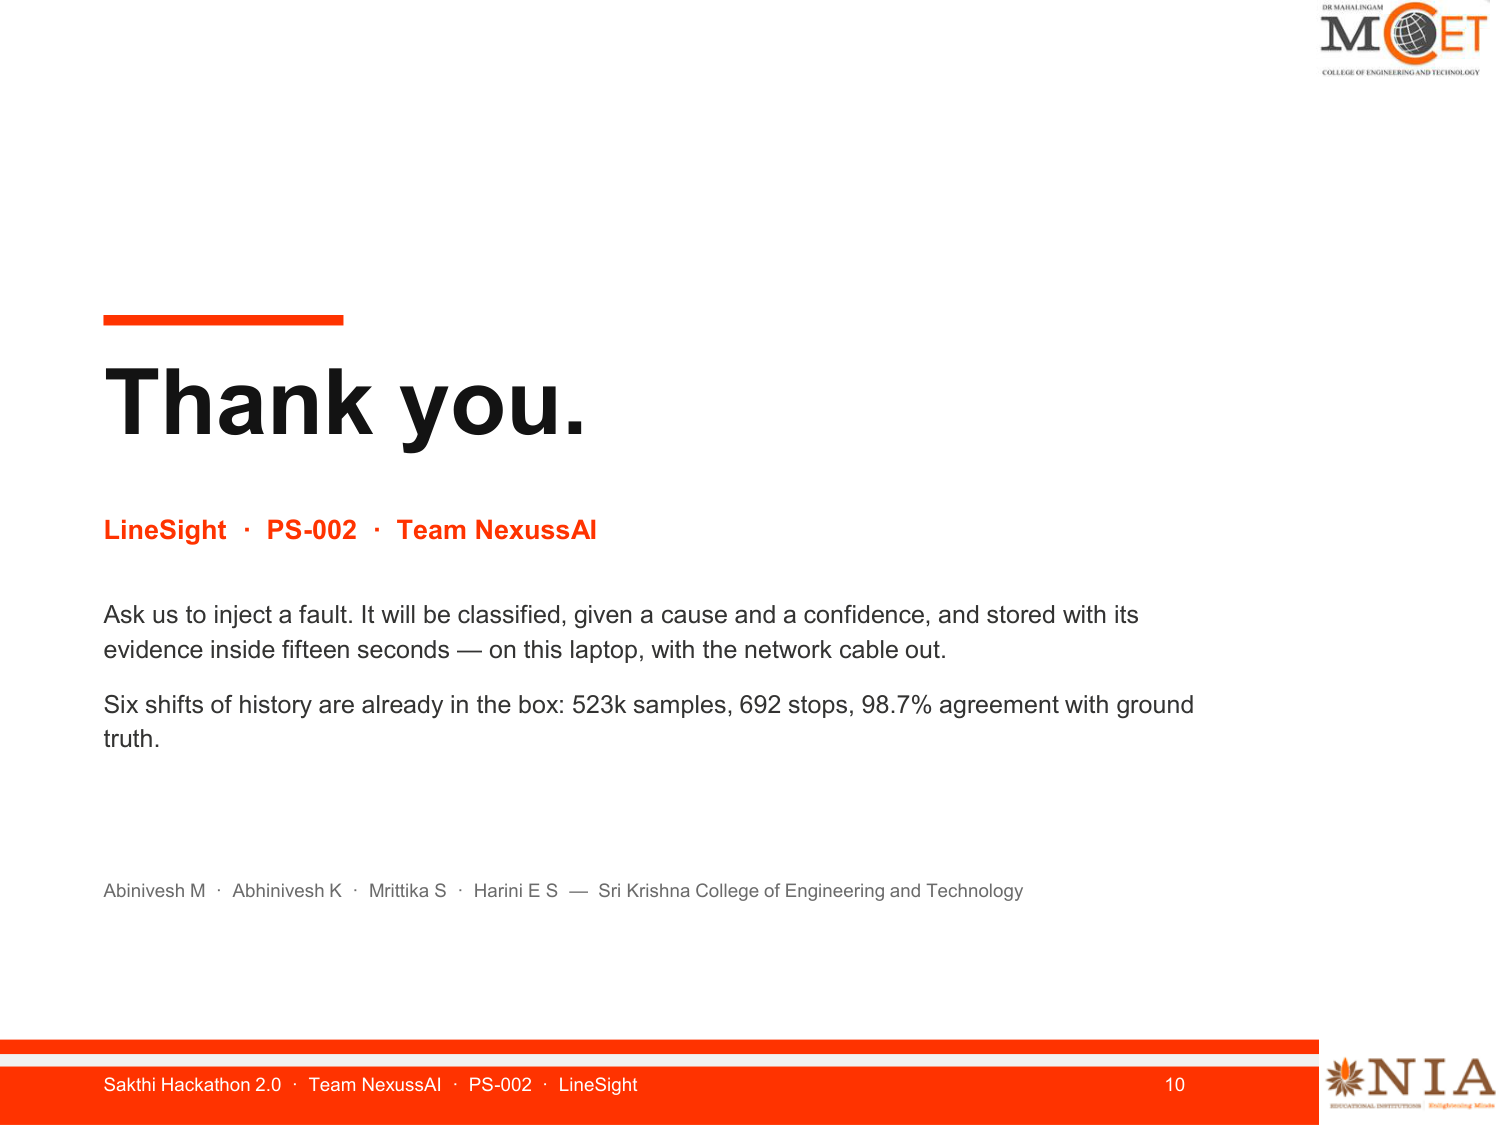 DR MAHALINGAM
MCET
COLLEGE OF ENGINEERING AND TECHNOLOGY
Thank you.
LineSight · PS-002 · Team NexussAI
Ask us to inject a fault. It will be classified, given a cause and a confidence, and stored with its
evidence inside fifteen seconds — on this laptop, with the network cable out.
Six shifts of history are already in the box: 523k samples, 692 stops, 98.7% agreement with ground
truth.
Abinivesh M · Abhinivesh K · Mrittika S · Harini E S — Sri Krishna College of Engineering and Technology
Sakthi Hackathon 2.0 · Team NexussAI · PS-002 · LineSight 10
NIA
EDUCATIONAL INSTITUTIONS Enlightening Minds